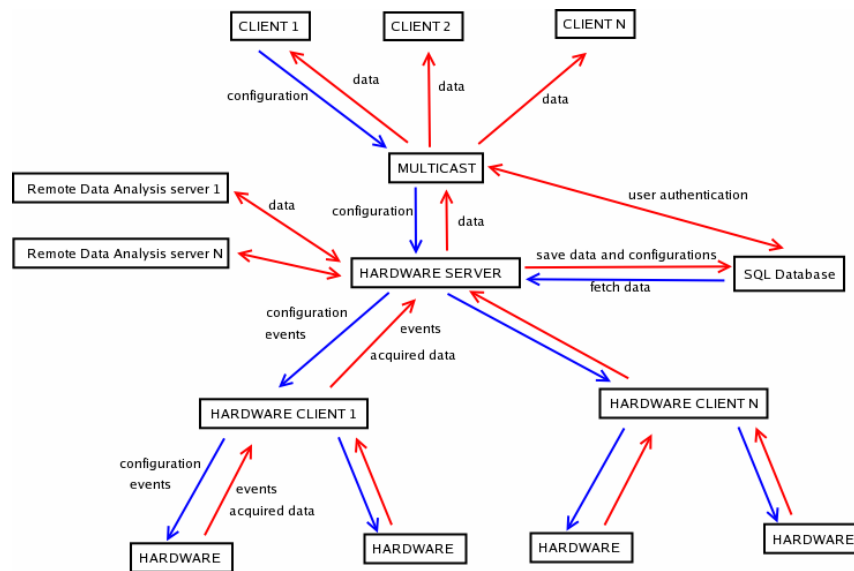 CLIENT 1
CLIENT 2
CLIENT N
data
configuration
data
data
MULTICAST
Remote Data Analysis server 1
user authentication
data
configuration
data
Remote Data Analysis server N
save data and configurations
HARDWARE SERVER
SQL Database
fetch data
configuration
events
events
acquired data
HARDWARE CLIENT 1
HARDWARE CLIENT N
configuration
events
events
acquired data
HARDWARE
HARDWARE
HARDWARE
HARDWARE